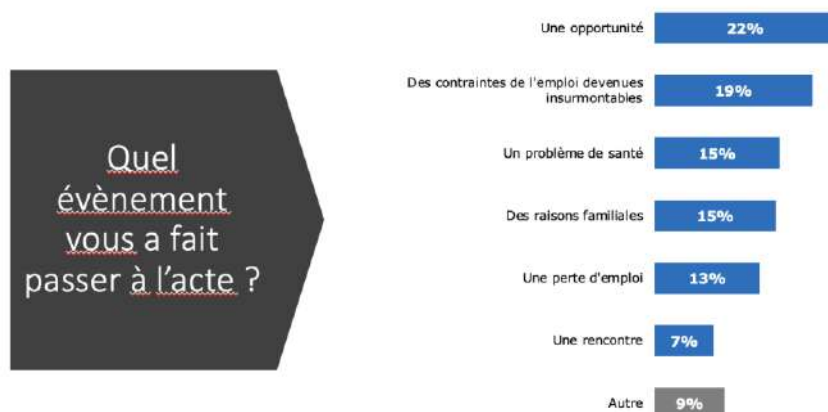 Quel
évènement
vous a fait
passer à l'acte ?
Une opportunité
22%
Des contraintes de l'emploi devenues
insurmontables
19%
Un problème de santé
15%
Des raisons familiales
15%
Une perte d'emploi
13%
Une rencontre
7%
Autre
9%